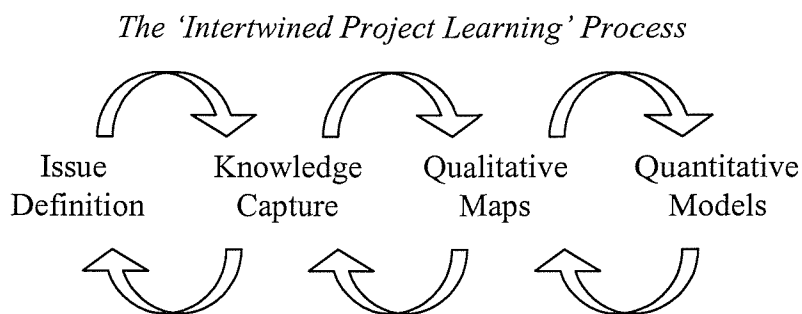 The ‘Intertwined Project Learning’ Process
Issue
Definition
Knowledge
Capture
Qualitative
Maps
Quantitative
Models